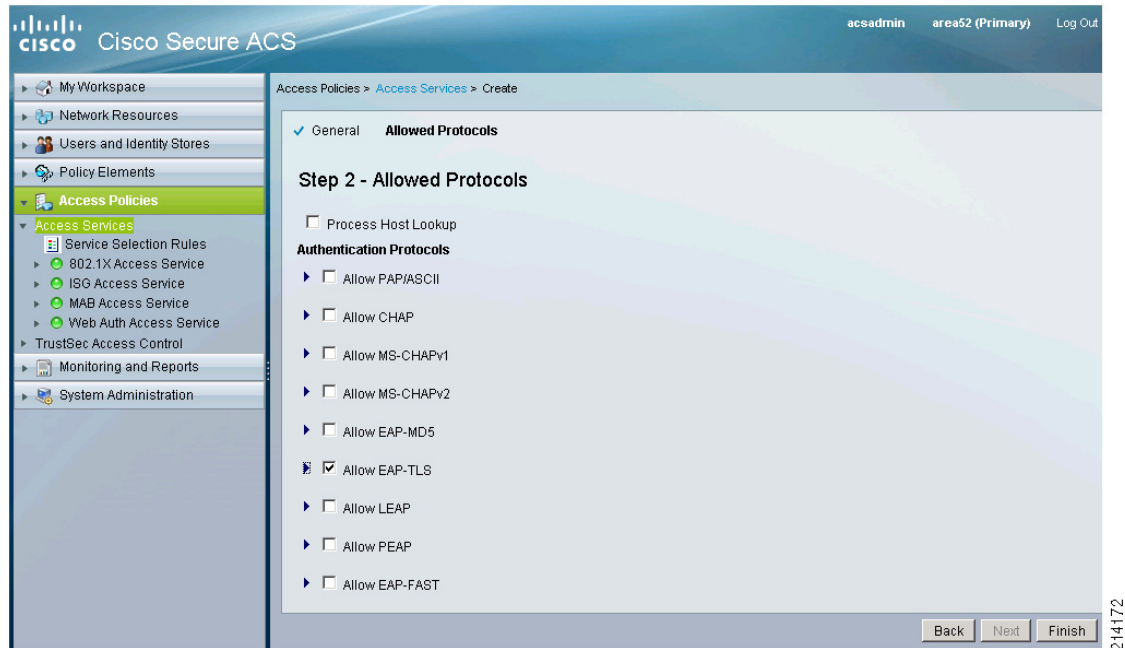 cisco Cisco Secure ACS
acsadmin area52 (Primary) Log Out
My Workspace
Network Resources
Users and Identity Stores
Policy Elements
Access Policies
Access Services
Service Selection Rules
802.1X Access Service
ISG Access Service
MAB Access Service
Web Auth Access Service
TrustSec Access Control
Monitoring and Reports
System Administration
Access Policies > Access Services > Create
General Allowed Protocols
Step 2 - Allowed Protocols
Process Host Lookup
Authentication Protocols
Allow PAP/ASCII
Allow CHAP
Allow MS-CHAPv1
Allow MS-CHAPv2
Allow EAP-MD5
Allow EAP-TLS
Allow LEAP
Allow PEAP
Allow EAP-FAST
Back Next Finish
214172